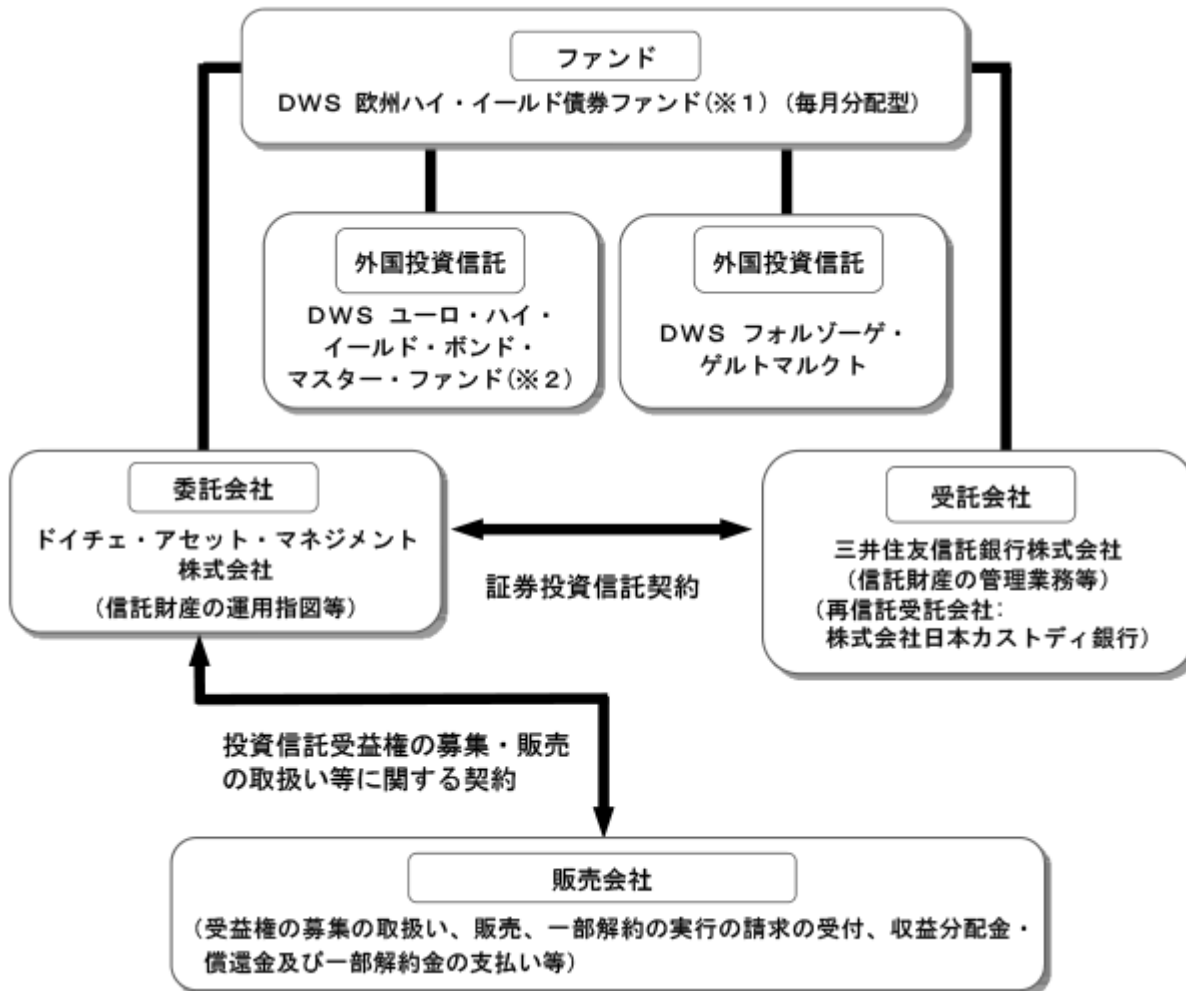 ファンド
DWS 欧州ハイ・イールド債券ファンド(※1)(毎月分配型)
外国投資信託
DWS ユーロ・ハイ・
イールド・ボンド・
マスター・ファンド(※2)
外国投資信託
DWS フォルゾーゲ・
ゲルトマルクト
委託会社
ドイチェ・アセット・マネジメント
株式会社
(信託財産の運用指図等)
証券投資信託契約
受託会社
三井住友信託銀行株式会社
(信託財産の管理業務等)
(再信託受託会社:
株式会社日本カストディ銀行)
投資信託受益権の募集・販売
の取扱い等に関する契約
販売会社
(受益権の募集の取扱い、販売、一部解約の実行の請求の受付、収益分配金・
償還金及び一部解約金の支払い等)